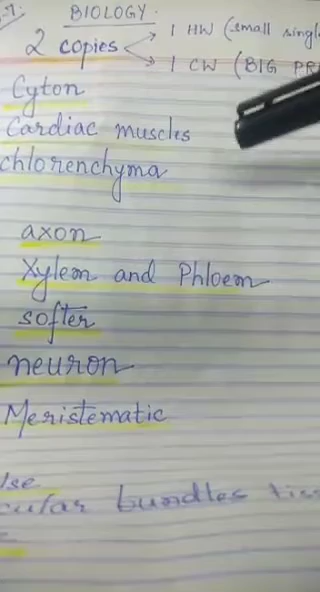 BIOLOGY.
2 copies
1 HW (small
1 CW (BIG
Cyton
Cardiac muscles
chlorenchyma
axon
Xylem and Phloem
softer
neuron
Meristematic
bundles